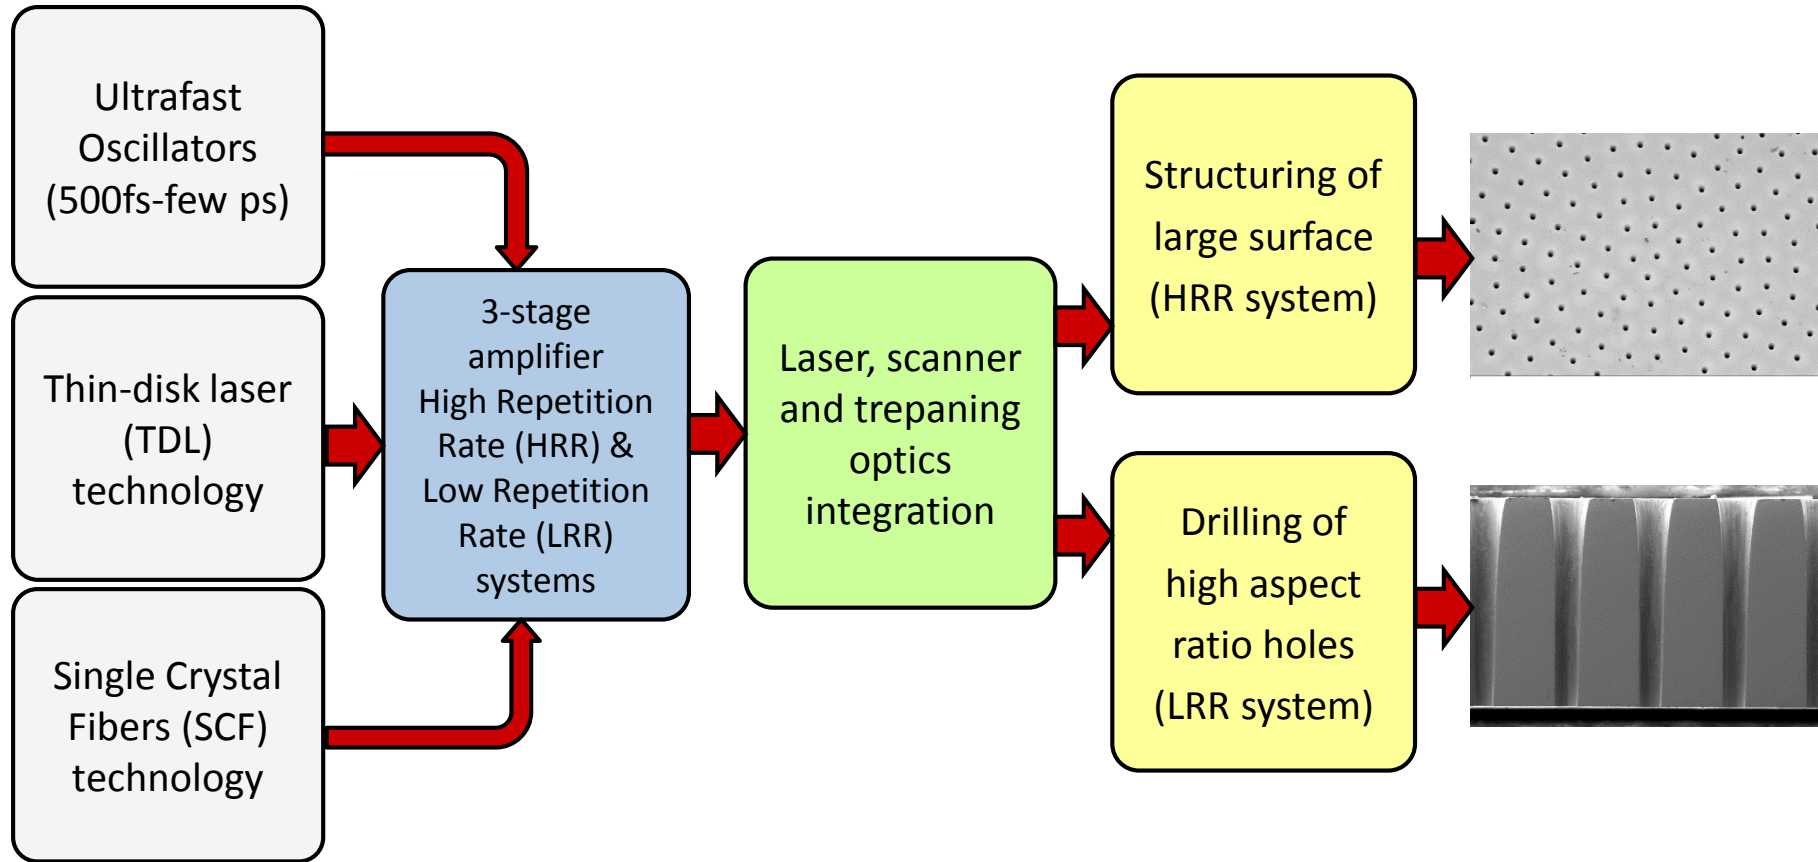 Ultrafast
Oscillators
(500fs-few ps)
Thin-disk laser
(TDL)
technology
Single Crystal
Fibers (SCF)
technology
3-stage
amplifier
High Repetition
Rate (HRR) &
Low Repetition
Rate (LRR)
systems
Laser, scanner
and trepaning
optics
integration
Structuring of
large surface
(HRR system)
Drilling of
high aspect
ratio holes
(LRR system)